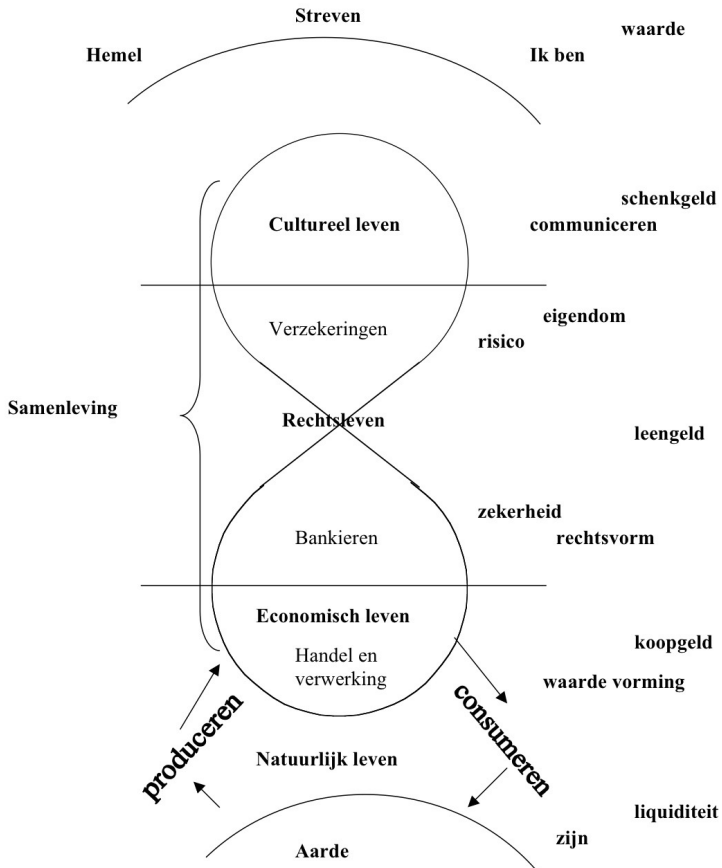 Streven
waarde
Hemel
Ik ben
schenkgeld
Cultureel leven
communiceren
eigendom
Verzekeringen
risico
Samenleving
Rechtsleven
leengeld
zekerheid
Bankieren
rechtsvorm
Economisch leven
koopgeld
Handel en
verwerking
waarde vorming
produceren
consumeren
Natuurlijk leven
liquiditeit
zijn
Aarde